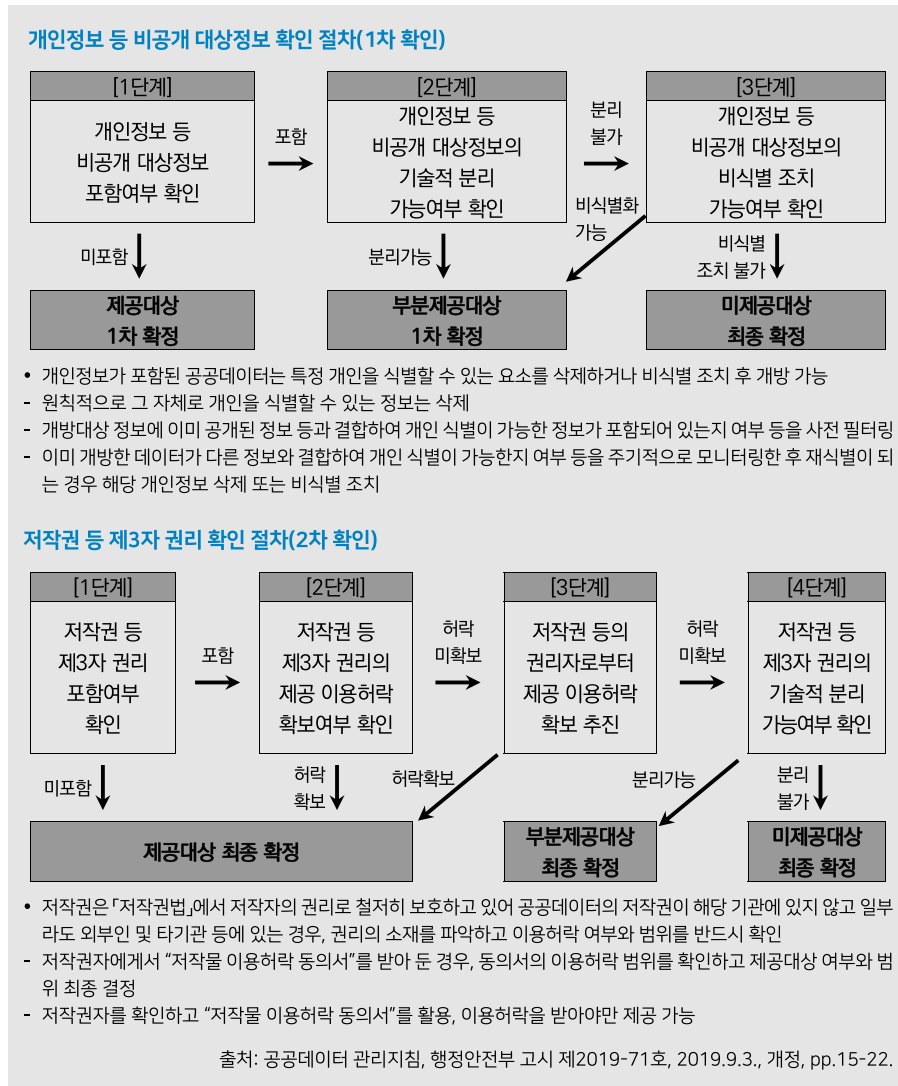 개인정보 등 비공개 대상정보 확인 절차(1차 확인)
[1단계]
개인정보 등
비공개 대상정보
포함여부 확인
포함
[2단계]
개인정보 등
비공개 대상정보의
기술적 분리
가능여부 확인
분리
불가
[3단계]
개인정보 등
비공개 대상정보의
비식별 조치
가능여부 확인
미포함
분리가능
비식별화
가능
비식별
조치 불가
제공대상
1차 확정
부분제공대상
1차 확정
미제공대상
최종 확정
• 개인정보가 포함된 공공데이터는 특정 개인을 식별할 수 있는 요소를 삭제하거나 비식별 조치 후 개방 가능
- 원칙적으로 그 자체로 개인을 식별할 수 있는 정보는 삭제
- 개방대상 정보에 이미 공개된 정보 등과 결합하여 개인 식별이 가능한 정보가 포함되어 있는지 여부 등을 사전 필터링
- 이미 개방한 데이터가 다른 정보와 결합하여 개인 식별이 가능한지 여부 등을 주기적으로 모니터링한 후 재식별이 되
는 경우 해당 개인정보 삭제 또는 비식별 조치
저작권 등 제3자 권리 확인 절차(2차 확인)
[1단계]
저작권 등
제3자 권리
포함여부
확인
포함
[2단계]
저작권 등
제3자 권리의
제공 이용허락
확보여부 확인
허락
미확보
[3단계]
저작권 등의
권리자로부터
제공 이용허락
확보 추진
허락
미확보
[4단계]
저작권 등
제3자 권리의
기술적 분리
가능여부 확인
미포함
허락
확보
허락확보
분리가능
분리
불가
제공대상 최종 확정
부분제공대상
최종 확정
미제공대상
최종 확정
• 저작권은 「저작권법」에서 저작자의 권리로 철저히 보호하고 있어 공공데이터의 저작권이 해당 기관에 있지 않고 일부
라도 외부인 및 타기관 등에 있는 경우, 권리의 소재를 파악하고 이용허락 여부와 범위를 반드시 확인
- 저작권자에게서 “저작물 이용허락 동의서”를 받아 둔 경우, 동의서의 이용허락 범위를 확인하고 제공대상 여부와 범
위 최종 결정
- 저작권자를 확인하고 “저작물 이용허락 동의서”를 활용, 이용허락을 받아야만 제공 가능
출처: 공공데이터 관리지침, 행정안전부 고시 제2019-71호, 2019.9.3., 개정, pp.15-22.